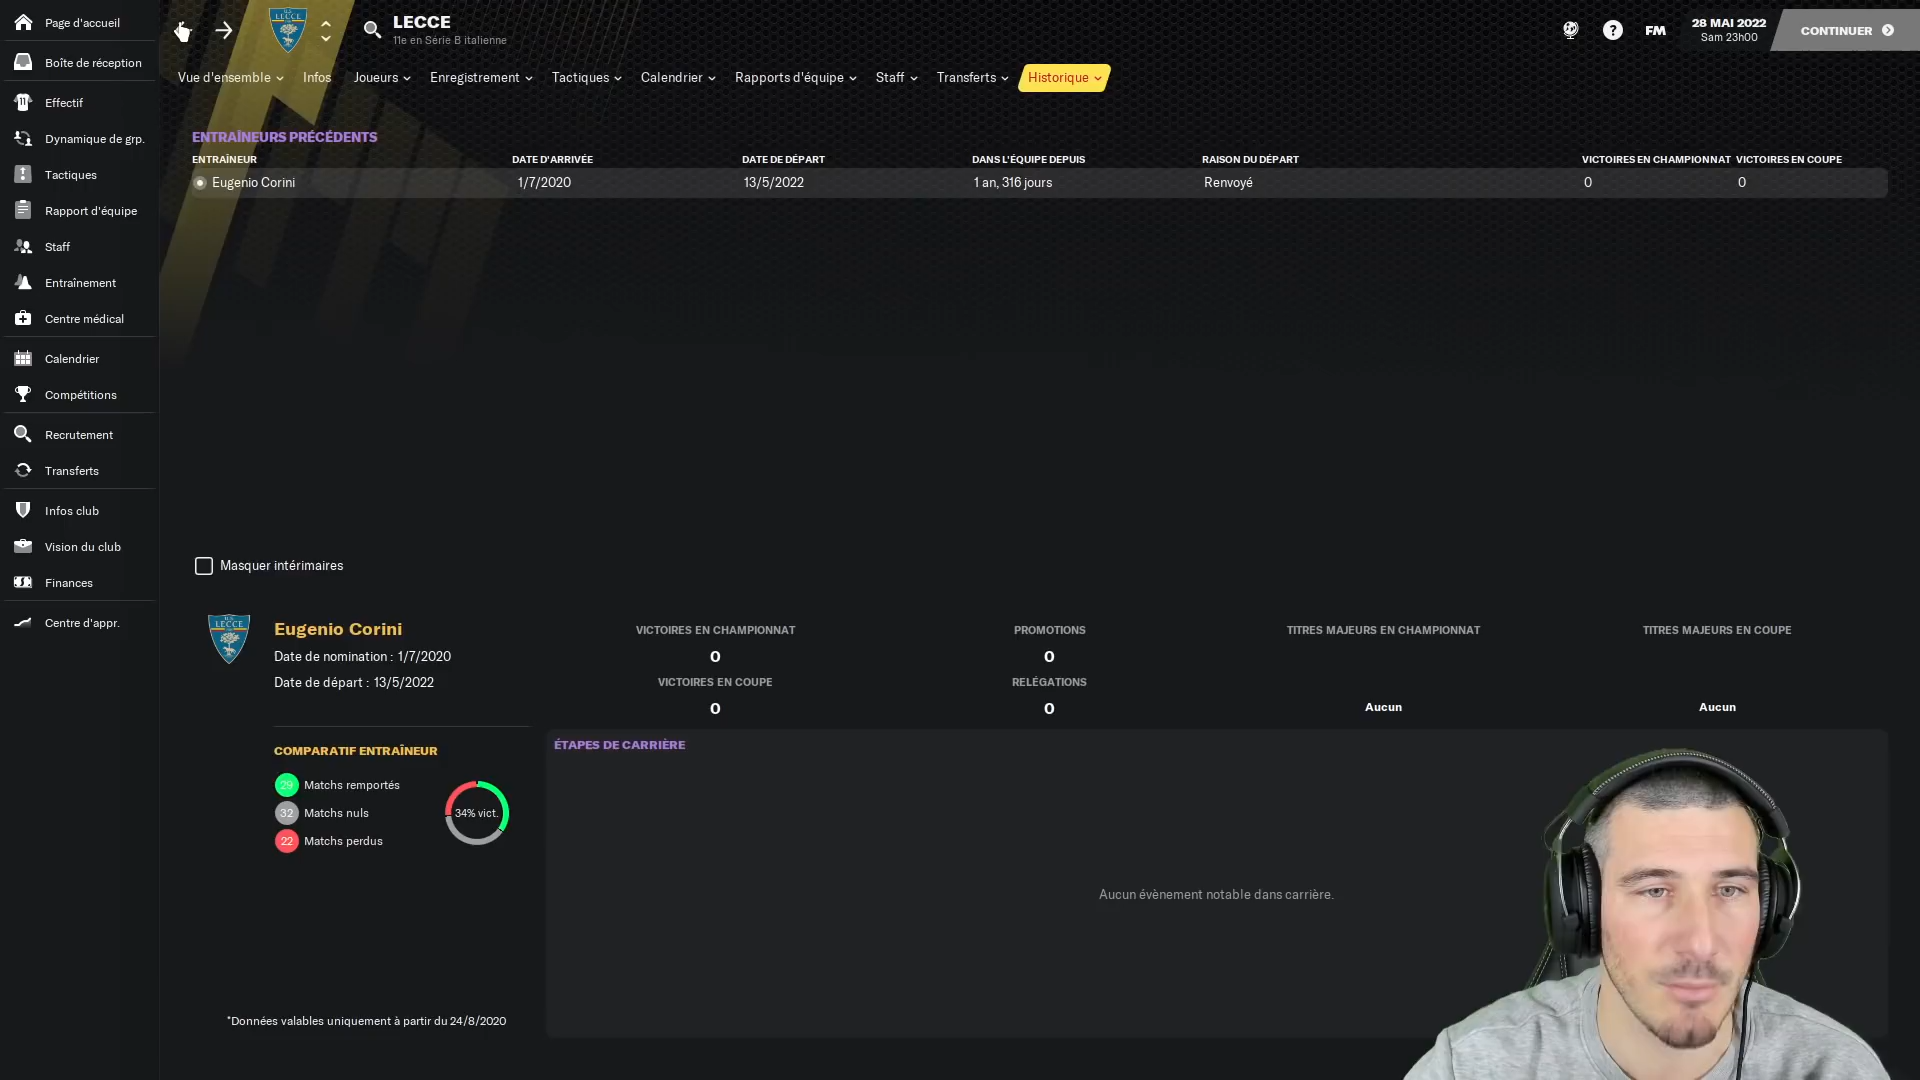 Page d'accueil
Boîte de réception
Effectif
Dynamique de grp.
Tactiques
Rapport d'équipe
Staff
Entraînement
Centre médical
Calendrier
Compétitions
Recrutement
Transferts
Infos club
Vision du club
Finances
Centre d'appr.
LECCE
LECCE
11e en Série B italienne
FM
28 MAI 2022
Sam 23h00
CONTINUER
Vue d'ensemble
Infos
Joueurs
Enregistrement
Tactiques
Calendrier
Rapports d'équipe
Staff
Transferts
Historique
ENTRAÎNEURS PRÉCÉDENTS
ENTRAÎNEUR DATE D'ARRIVÉE DATE DE DÉPART DANS L'ÉQUIPE DEPUIS RAISON DU DÉPART VICTOIRES EN CHAMPIONNAT VICTOIRES EN COUPE
Eugenio Corini 1/7/2020 13/5/2022 1 an, 316 jours Renvoyé 0 0
Masquer intérimaires
LECCE
Eugenio Corini
Date de nomination : 1/7/2020
Date de départ : 13/5/2022
VICTOIRES EN CHAMPIONNAT
0
VICTOIRES EN COUPE
0
PROMOTIONS
0
RELÉGATIONS
0
TITRES MAJEURS EN CHAMPIONNAT
Aucun
TITRES MAJEURS EN COUPE
Aucun
COMPARATIF ENTRAÎNEUR
29 Matchs remportés
32 Matchs nuls
22 Matchs perdus
34% vict.
ÉTAPES DE CARRIÈRE
Aucun évènement notable dans carrière.
*Données valables uniquement à partir du 24/8/2020